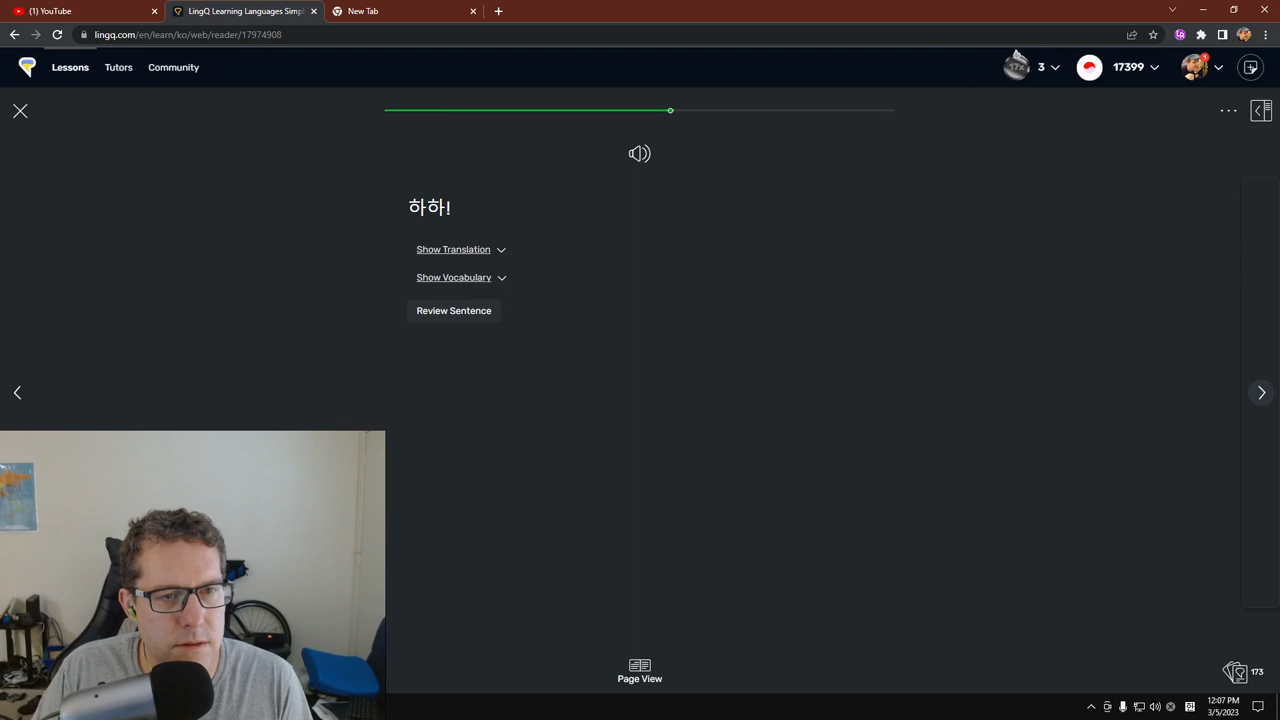 (1) YouTube
LingQ Learning Languages Simpl
New Tab
lingq.com/en/learn/ko/web/reader/17974908
Lessons
Tutors
Community
17x
3
17399
1
하하!
Show Translation
Show Vocabulary
Review Sentence
Page View
173
12:07 PM
3/5/2023